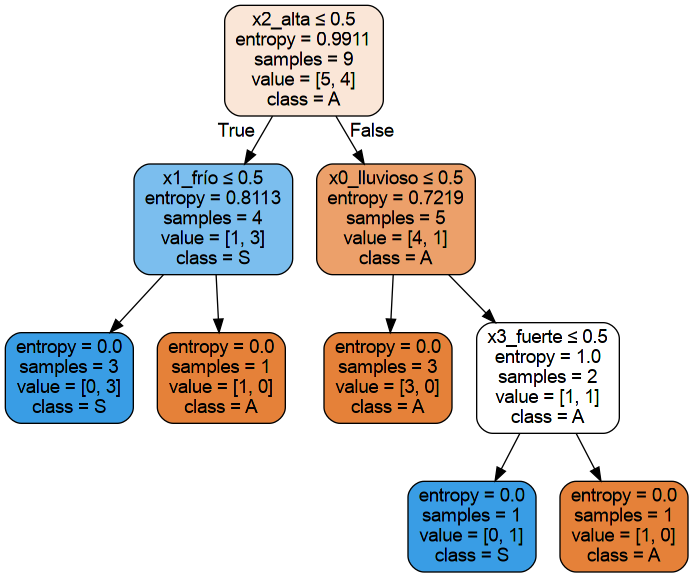 x2_alta ≤ 0.5
entropy = 0.9911
samples = 9
value = [5, 4]
class = A
True
False
x1_frío ≤ 0.5
entropy = 0.8113
samples = 4
value = [1, 3]
class = S
x0_lluvioso ≤ 0.5
entropy = 0.7219
samples = 5
value = [4, 1]
class = A
entropy = 0.0
samples = 3
value = [0, 3]
class = S
entropy = 0.0
samples = 1
value = [1, 0]
class = A
entropy = 0.0
samples = 3
value = [3, 0]
class = A
x3_fuerte ≤ 0.5
entropy = 1.0
samples = 2
value = [1, 1]
class = A
entropy = 0.0
samples = 1
value = [0, 1]
class = S
entropy = 0.0
samples = 1
value = [1, 0]
class = A